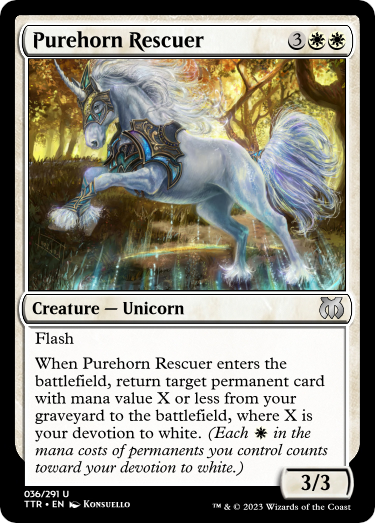 Purehorn Rescuer 3
Creature — Unicorn
Flash
When Purehorn Rescuer enters the
battlefield, return target permanent card
with mana value X or less from your
graveyard to the battlefield, where X is
your devotion to white. (Each in the
mana costs of permanents you control counts
toward your devotion to white.)
3/3
036/291 U
TTR • EN KONSUELLO
™ & © 2023 Wizards of the Coast